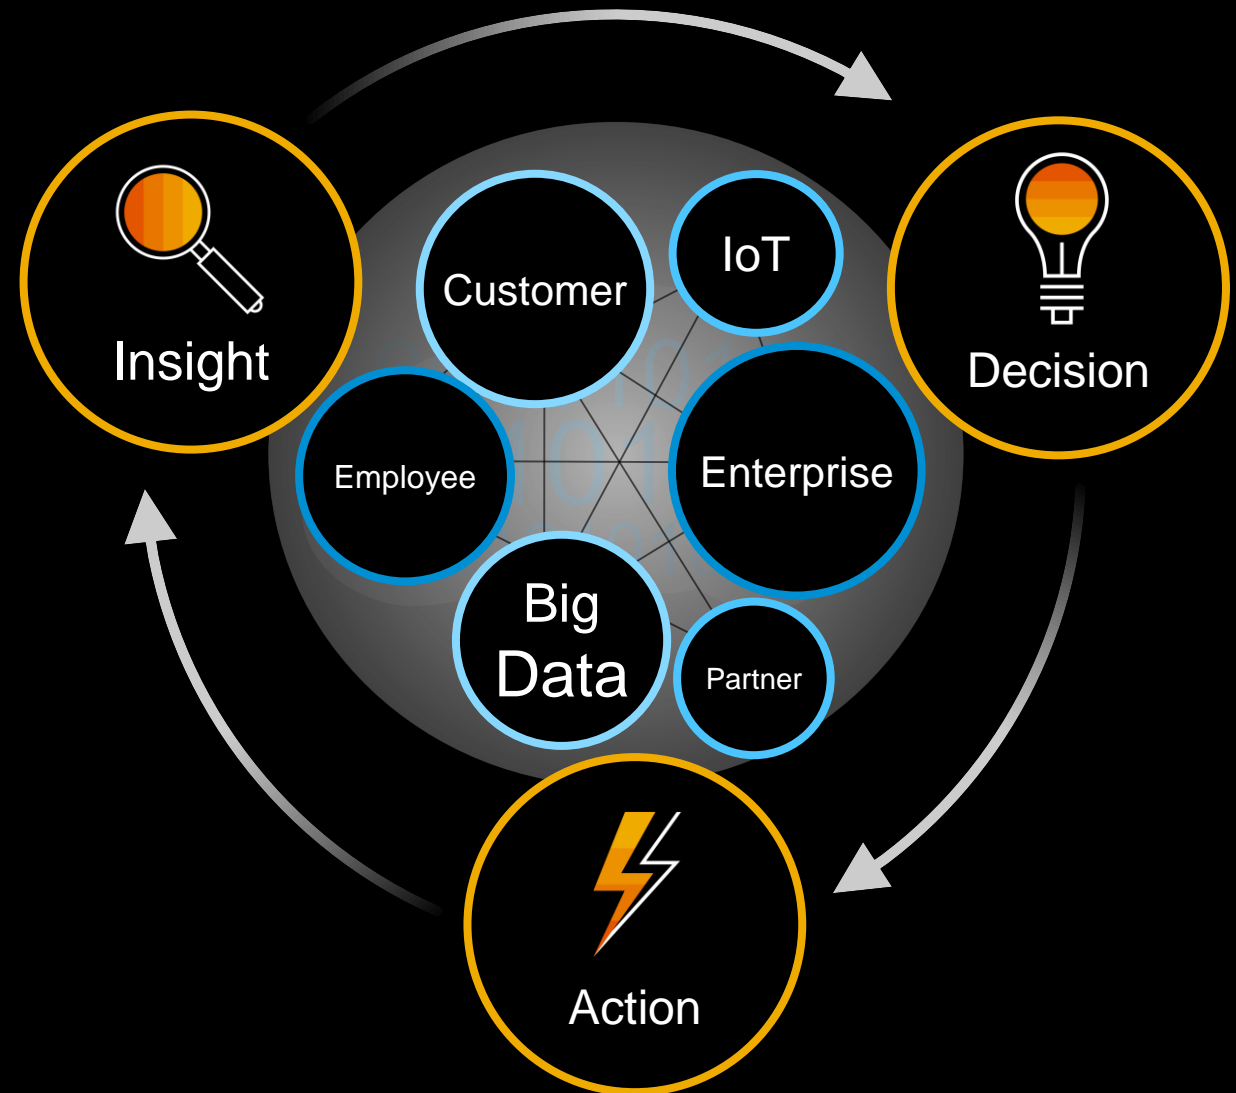 IoT
Customer
Insight
Decision
Employee
Enterprise
Big
Data
Partner
Action